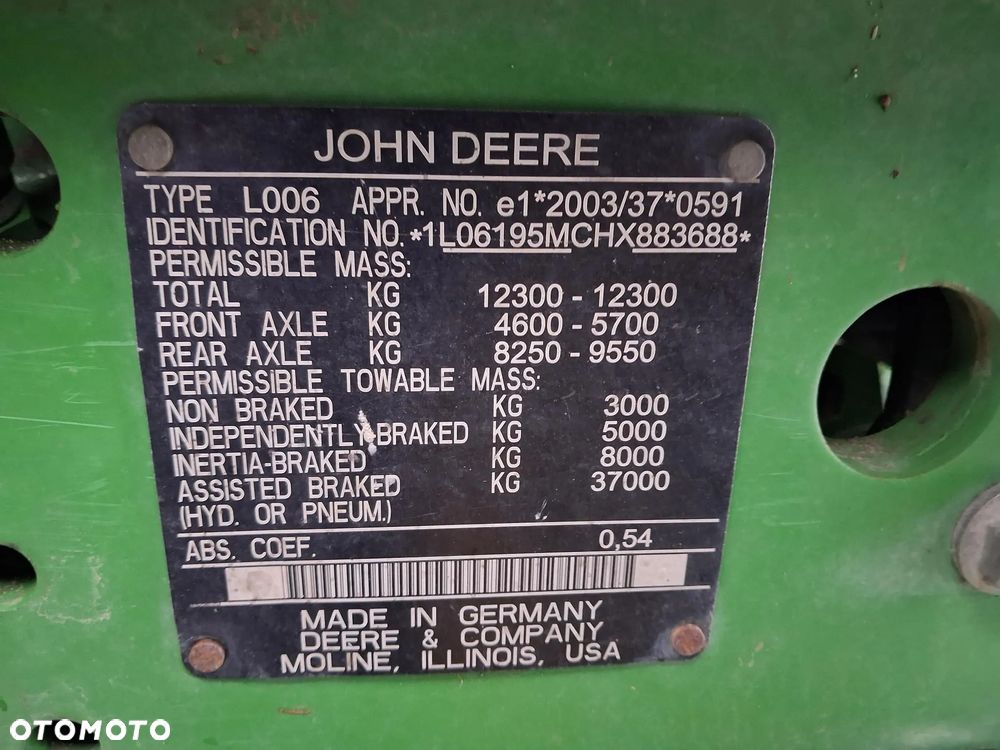 JOHN DEERE
TYPE L006 APPR. NO. e1*2003/37*0591
IDENTIFICATION NO. *1L06195MCHX883688*
PERMISSIBLE MASS:
TOTAL KG 12300 - 12300
FRONT AXLE KG 4600 - 5700
REAR AXLE KG 8250 - 9550
PERMISSIBLE TOWABLE MASS:
NON BRAKED KG 3000
INDEPENDENTLY-BRAKED KG 5000
INERTIA-BRAKED KG 8000
ASSISTED BRAKED KG 37000
(HYD. OR PNEUM.)
ABS. COEF. 0,54
MADE IN GERMANY
DEERE & COMPANY
MOLINE, ILLINOIS, USA
OTOMOTO